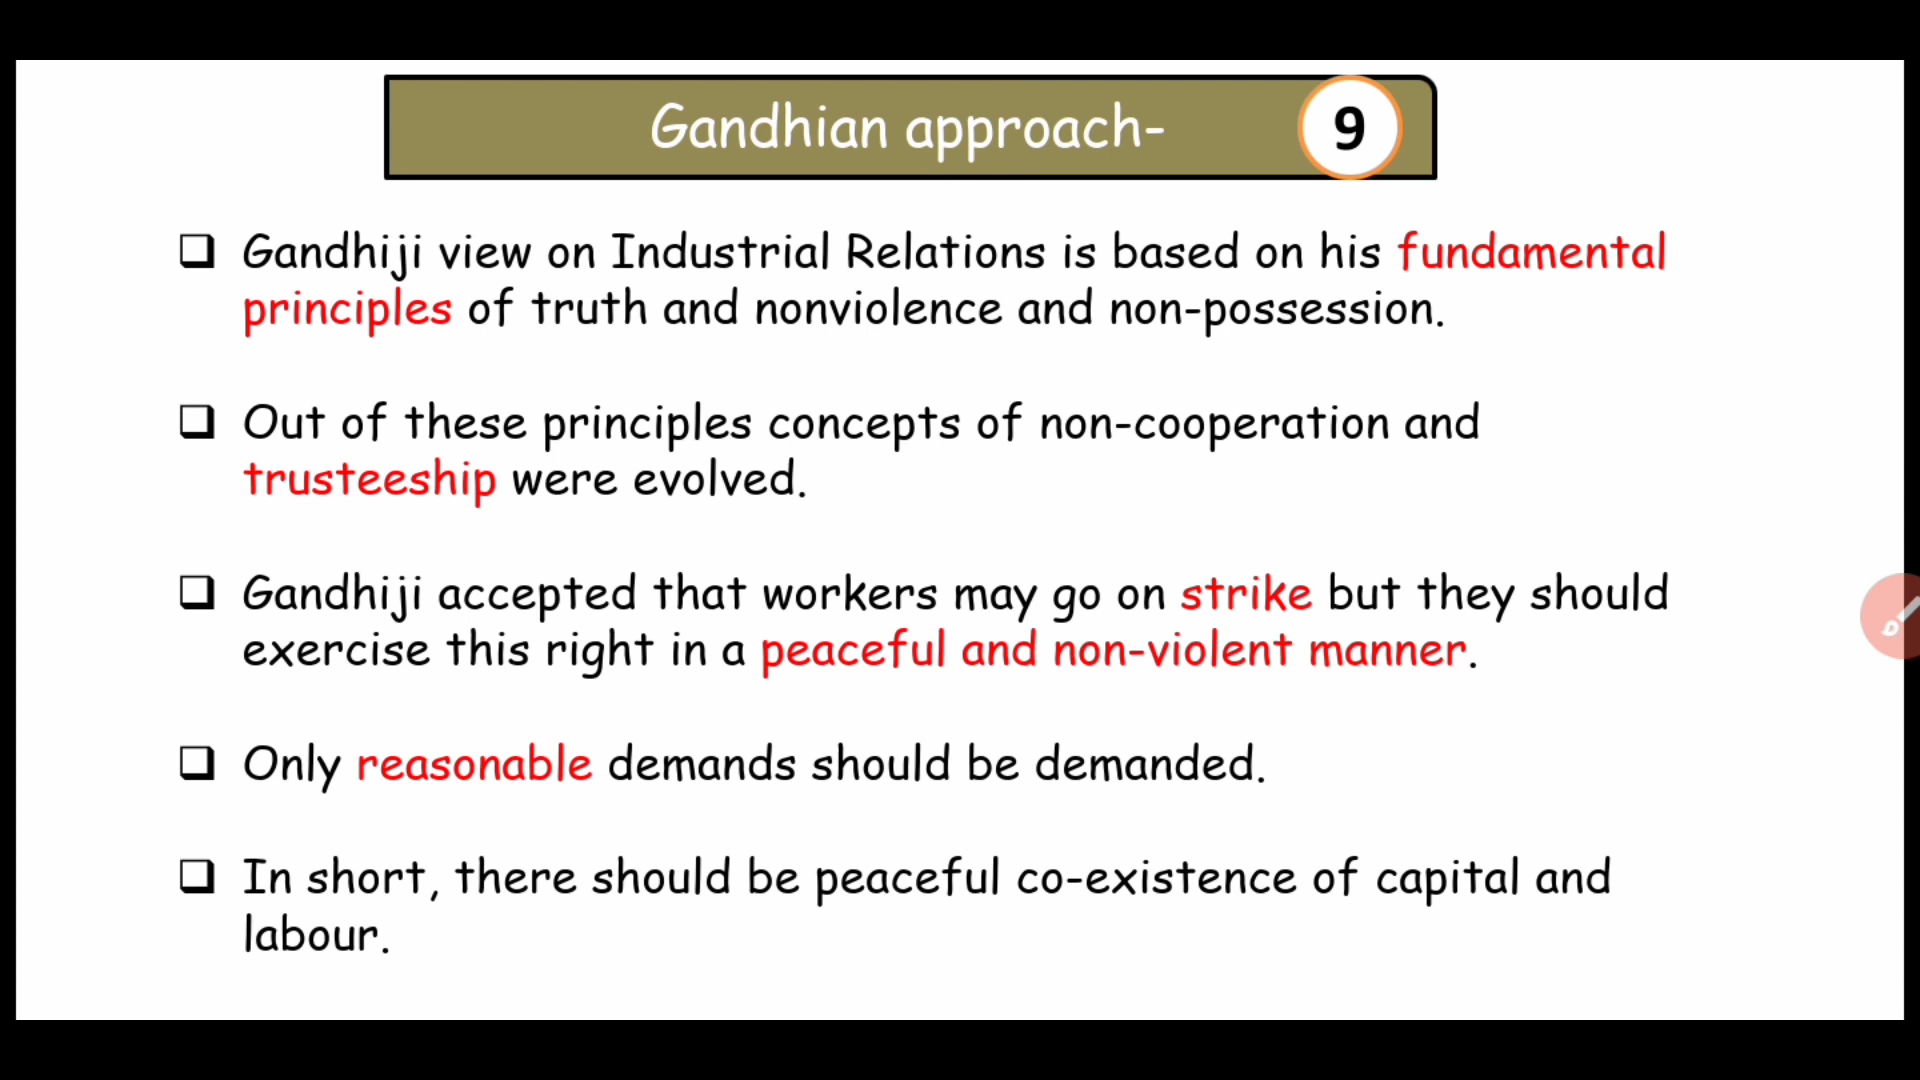 Gandhian approach-
9
❑ Gandhiji view on Industrial Relations is based on his fundamental
principles of truth and nonviolence and non-possession.
❑ Out of these principles concepts of non-cooperation and
trusteeship were evolved.
❑ Gandhiji accepted that workers may go on strike but they should
exercise this right in a peaceful and non-violent manner.
❑ Only reasonable demands should be demanded.
❑ In short, there should be peaceful co-existence of capital and
labour.